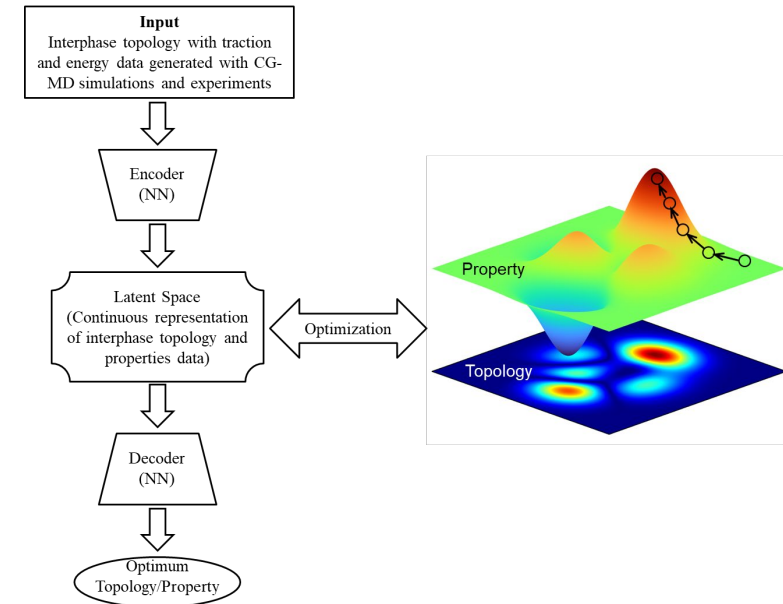 Input
Interphase topology with traction
and energy data generated with CG-
MD simulations and experiments
Encoder
(NN)
Latent Space
(Continuous representation
of interphase topology and
properties data)
Optimization
Property
Topology
Decoder
(NN)
Optimum
Topology/Property